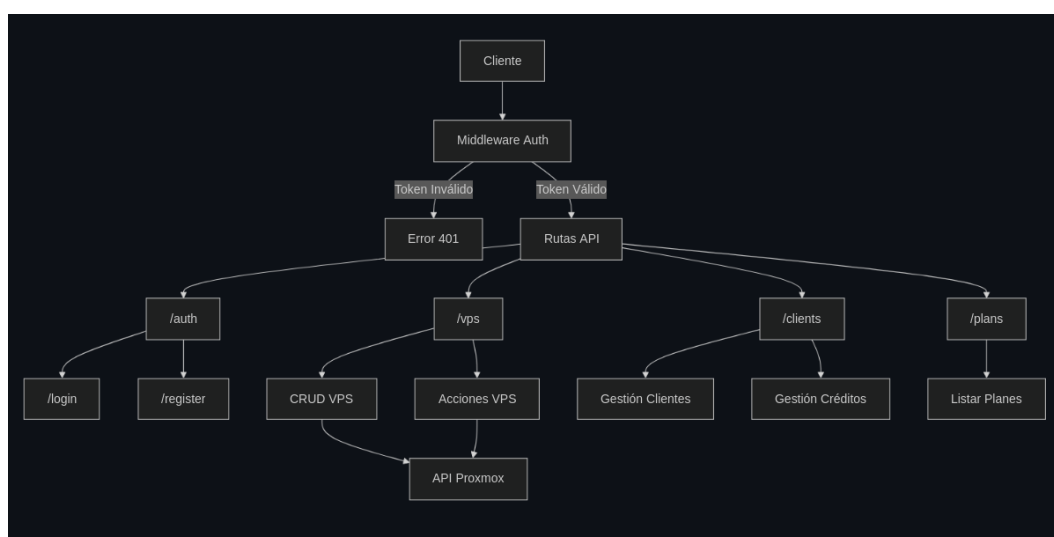 Cliente
Middleware Auth
Token Inválido
Token Válido
Error 401
Rutas API
/auth
/vps
/clients
/plans
/login
/register
CRUD VPS
Acciones VPS
Gestión Clientes
Gestión Créditos
Listar Planes
API Proxmox